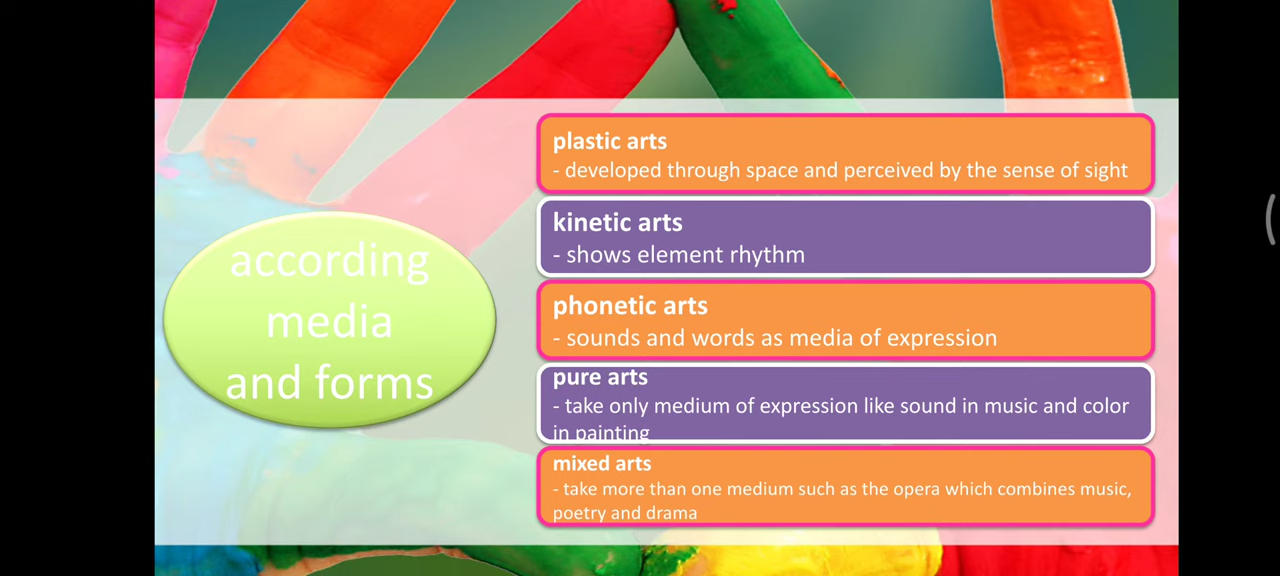 according
media
and forms
plastic arts
- developed through space and perceived by the sense of sight
kinetic arts
- shows element rhythm
phonetic arts
- sounds and words as media of expression
pure arts
- take only medium of expression like sound in music and color
in painting
mixed arts
- take more than one medium such as the opera which combines music,
poetry and drama